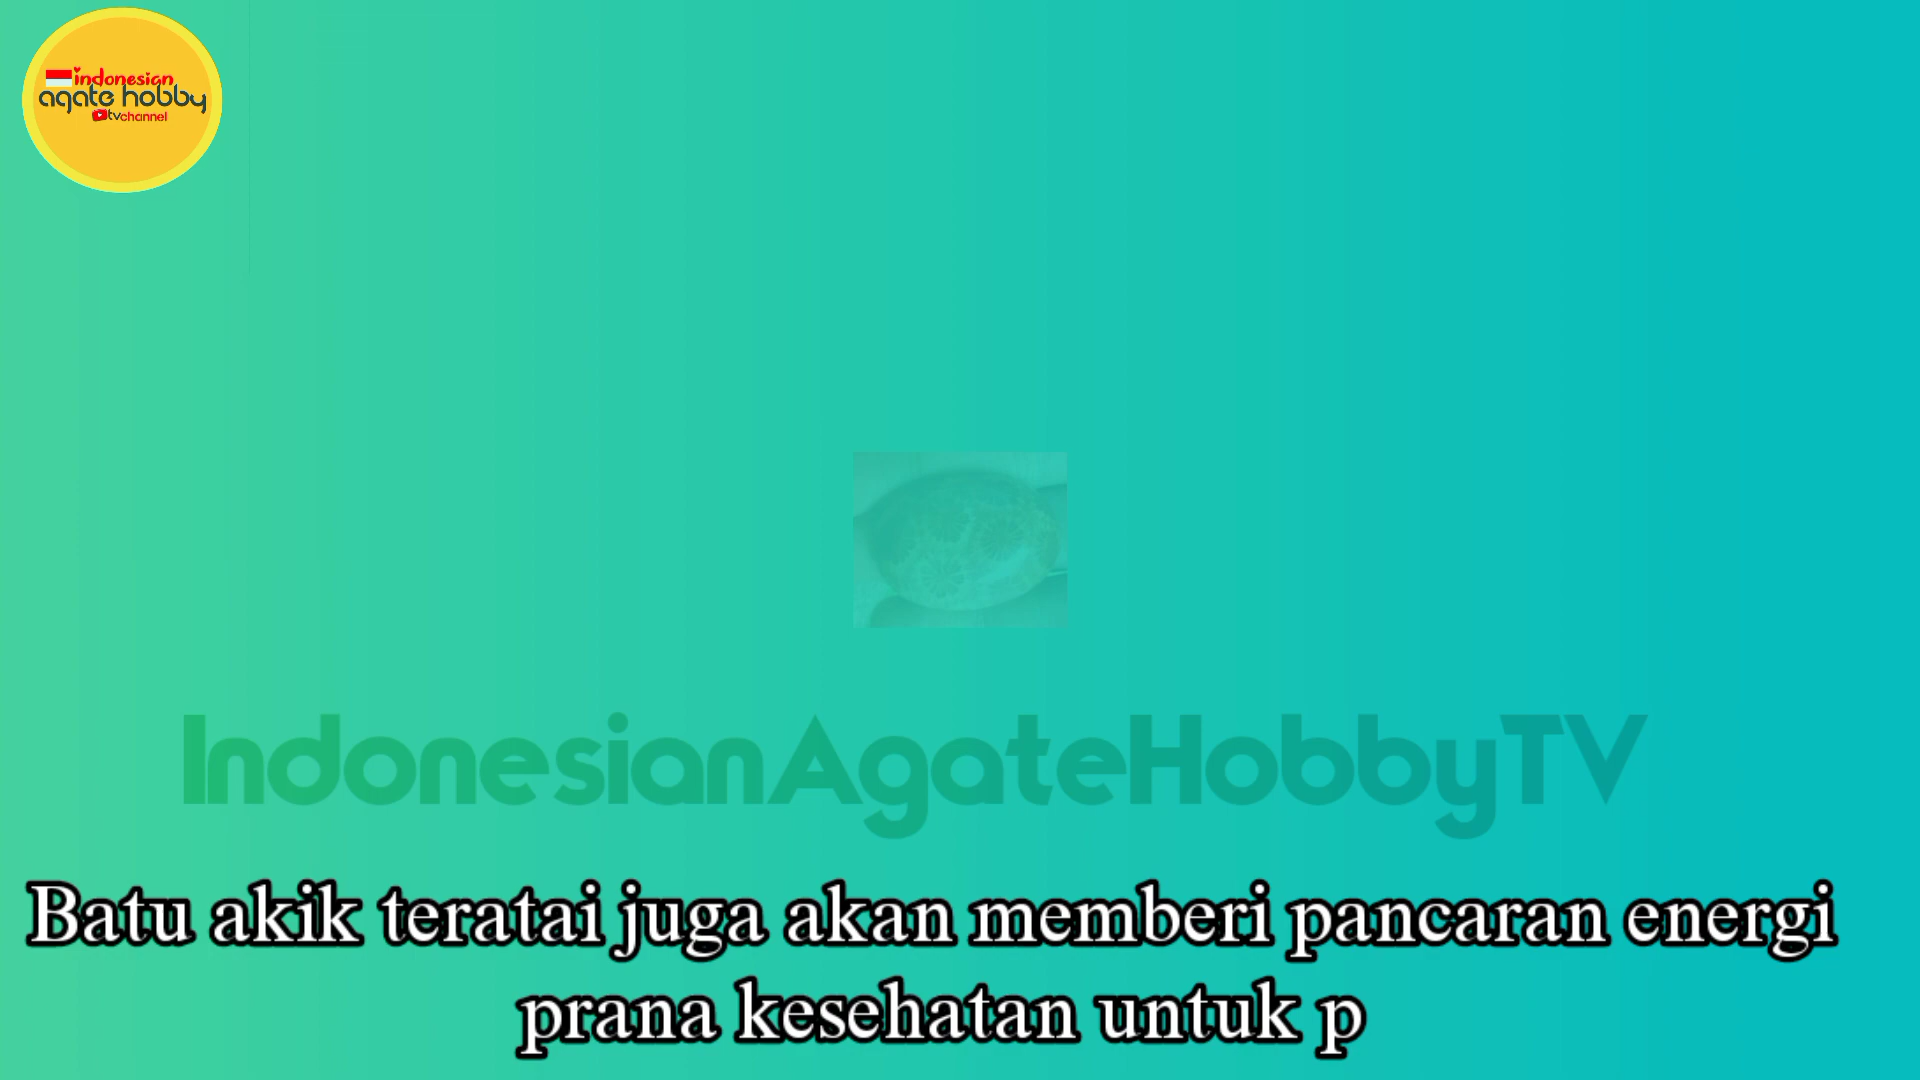 indonesian
agate hobby
tvchannel
IndonesianAgateHobbyTV
Batu akik teratai juga akan memberi pancaran energi
prana kesehatan untuk p